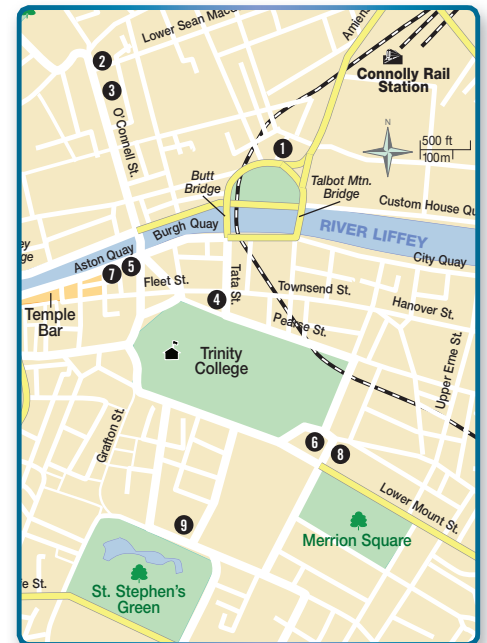 Lower Sean Mac
Amien
2
Connolly Rail
Station
3
O'Connell St.
N
500 ft
100m
1
Butt
Bridge
Talbot Mtn.
Bridge
Custom House Qu
RIVER LIFFEY
Burgh Quay
ey
ge
Aston Quay
City Quay
7
5
Fleet St.
Tata St.
Townsend St.
4
Hanover St.
Temple
Bar
Pearse St.
Trinity
College
Upper Erne St.
Grafton St.
6
8
Lower Mount St.
9
Merrion Square
St. Stephen's
Green
e St.